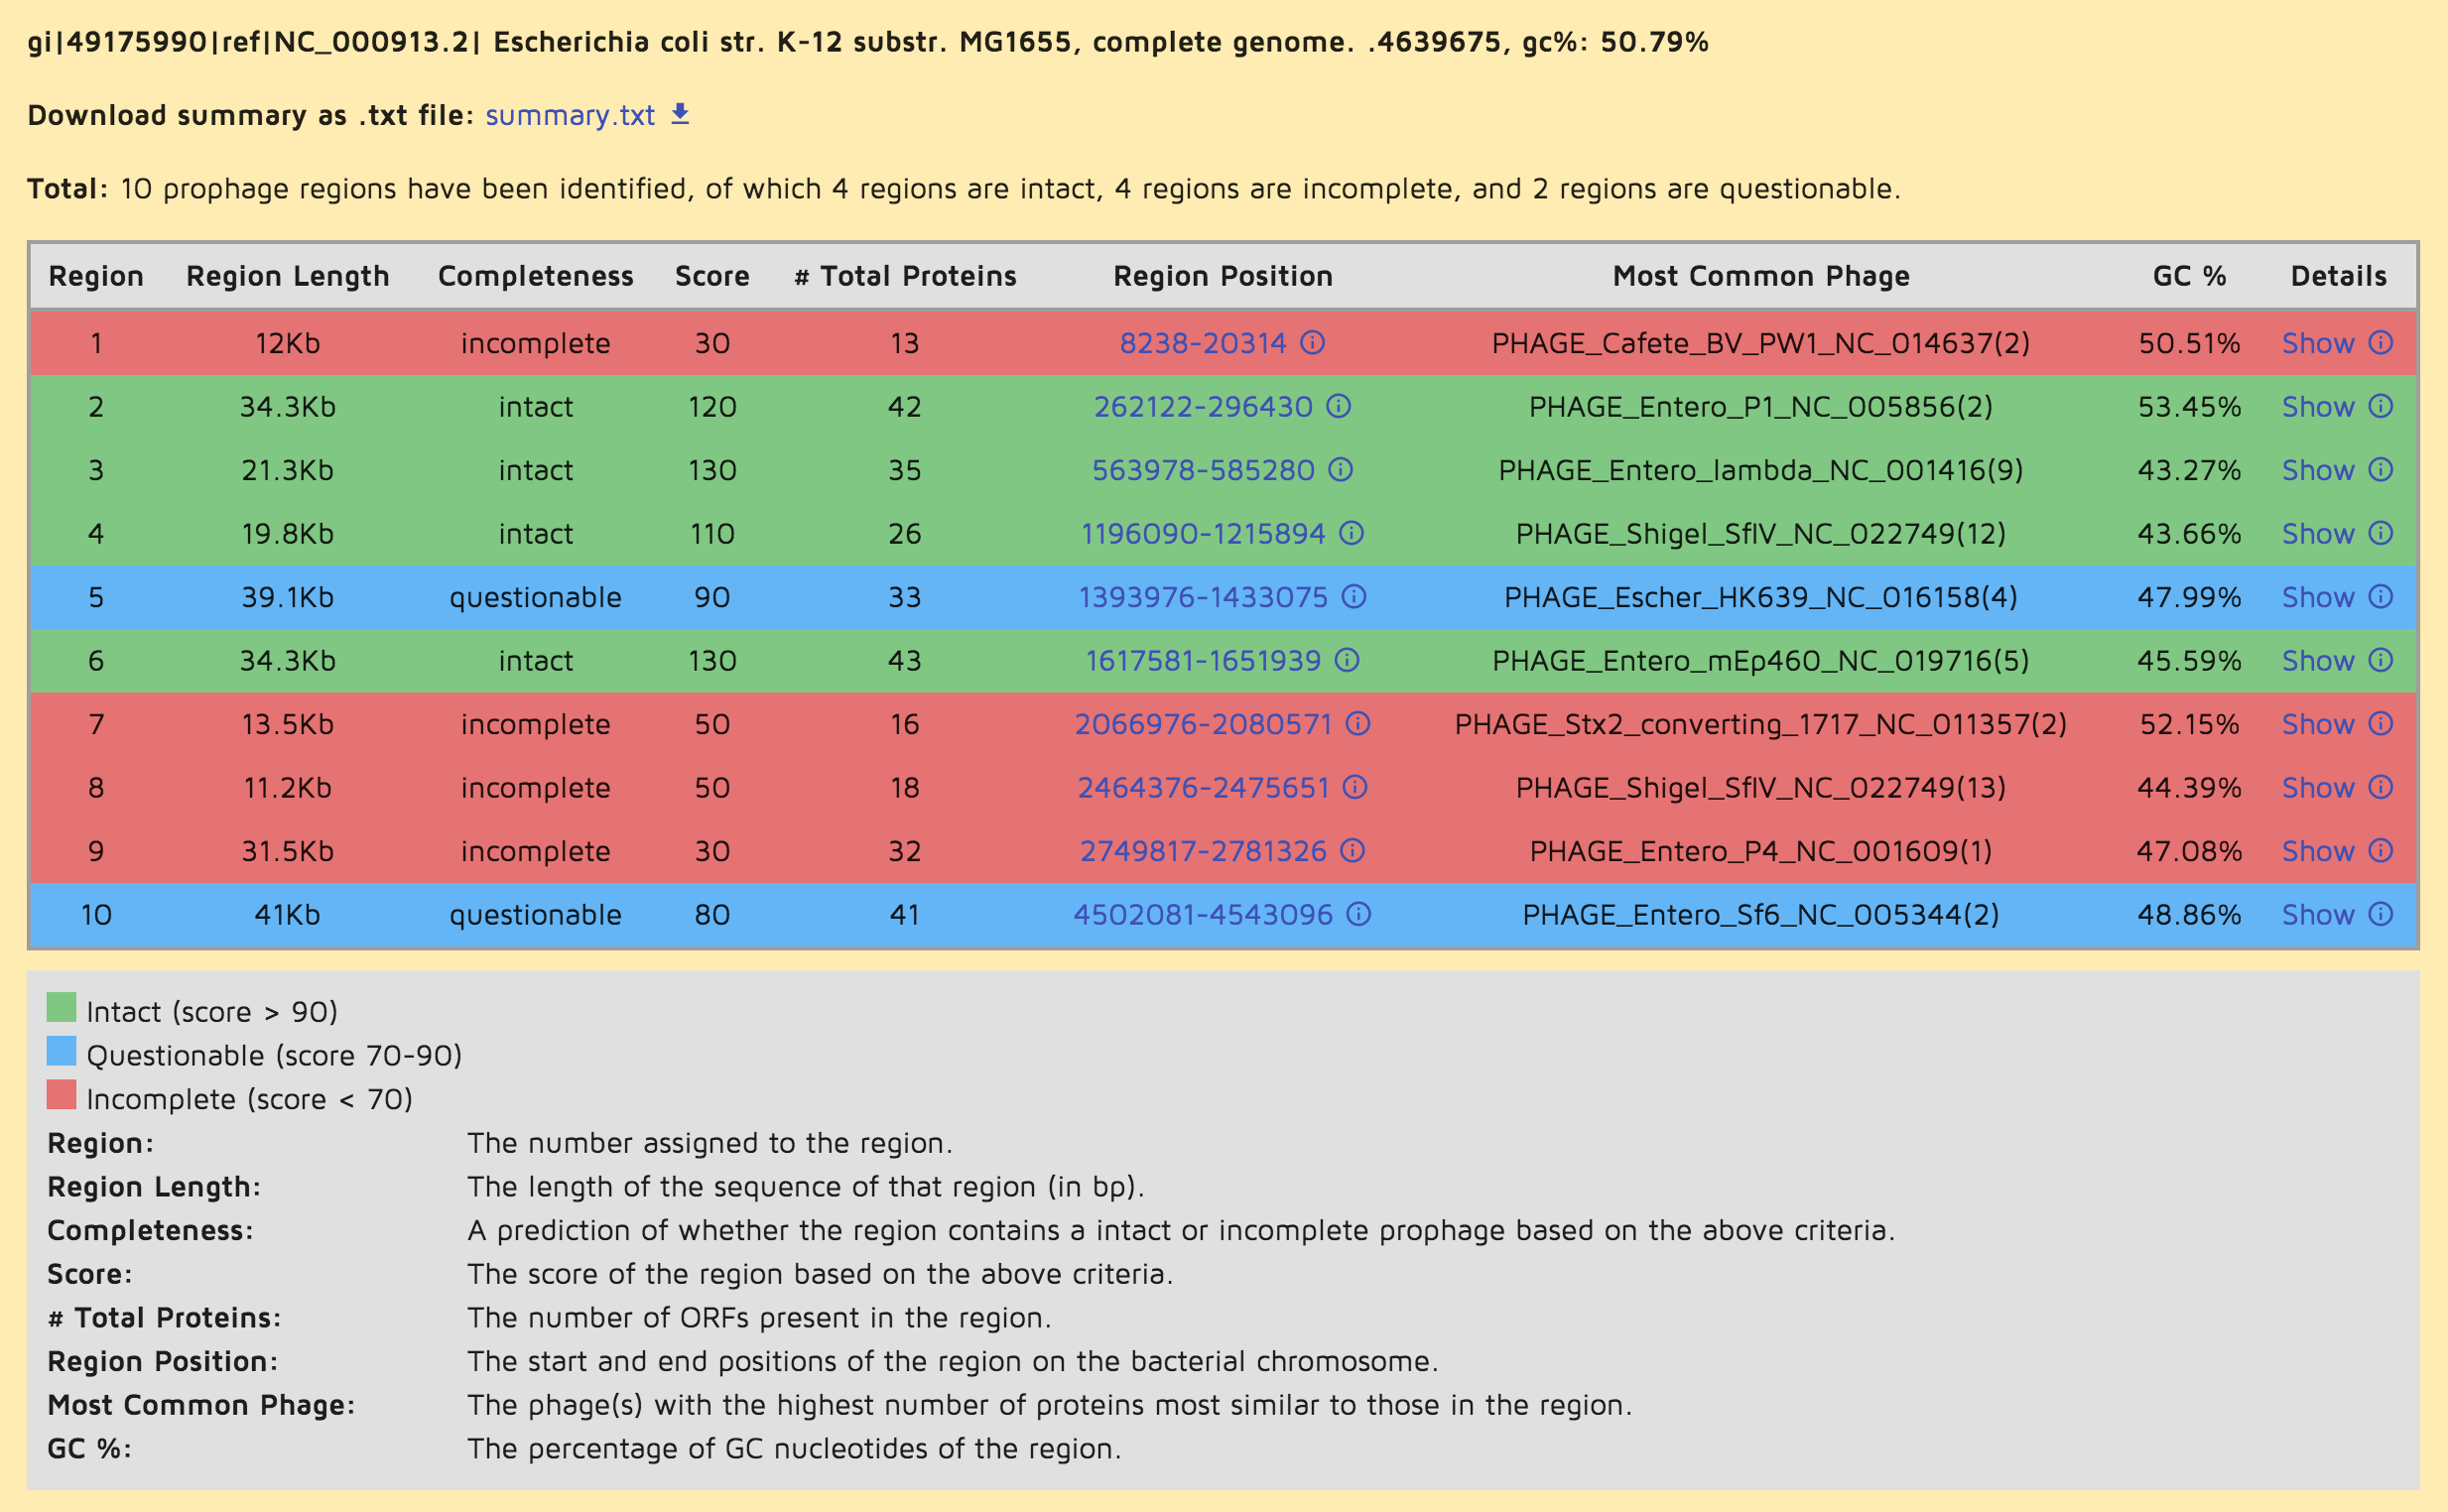 gi|49175990|ref|NC_000913.2| Escherichia coli str. K-12 substr. MG1655, complete genome. .4639675, gc%: 50.79%
Download summary as .txt file: summary.txt
Total: 10 prophage regions have been identified, of which 4 regions are intact, 4 regions are incomplete, and 2 regions are questionable.
Region Region Length Completeness Score # Total Proteins Region Position Most Common Phage GC % Details
1 12Kb incomplete 30 13 8238-20314 PHAGE_Cafete_BV_PW1_NC_014637(2) 50.51% Show
2 34.3Kb intact 120 42 262122-296430 PHAGE_Entero_P1_NC_005856(2) 53.45% Show
3 21.3Kb intact 130 35 563978-585280 PHAGE_Entero_lambda_NC_001416(9) 43.27% Show
4 19.8Kb intact 110 26 1196090-1215894 PHAGE_Shigel_SfIV_NC_022749(12) 43.66% Show
5 39.1Kb questionable 90 33 1393976-1433075 PHAGE_Escher_HK639_NC_016158(4) 47.99% Show
6 34.3Kb intact 130 43 1617581-1651939 PHAGE_Entero_mEp460_NC_019716(5) 45.59% Show
7 13.5Kb incomplete 50 16 2066976-2080571 PHAGE_Stx2_converting_1717_NC_011357(2) 52.15% Show
8 11.2Kb incomplete 50 18 2464376-2475651 PHAGE_Shigel_SfIV_NC_022749(13) 44.39% Show
9 31.5Kb incomplete 30 32 2749817-2781326 PHAGE_Entero_P4_NC_001609(1) 47.08% Show
10 41Kb questionable 80 41 4502081-4543096 PHAGE_Entero_Sf6_NC_005344(2) 48.86% Show
Intact (score > 90)
Questionable (score 70-90)
Incomplete (score < 70)
Region: The number assigned to the region.
Region Length: The length of the sequence of that region (in bp).
Completeness: A prediction of whether the region contains a intact or incomplete prophage based on the above criteria.
Score: The score of the region based on the above criteria.
# Total Proteins: The number of ORFs present in the region.
Region Position: The start and end positions of the region on the bacterial chromosome.
Most Common Phage: The phage(s) with the highest number of proteins most similar to those in the region.
GC %: The percentage of GC nucleotides of the region.